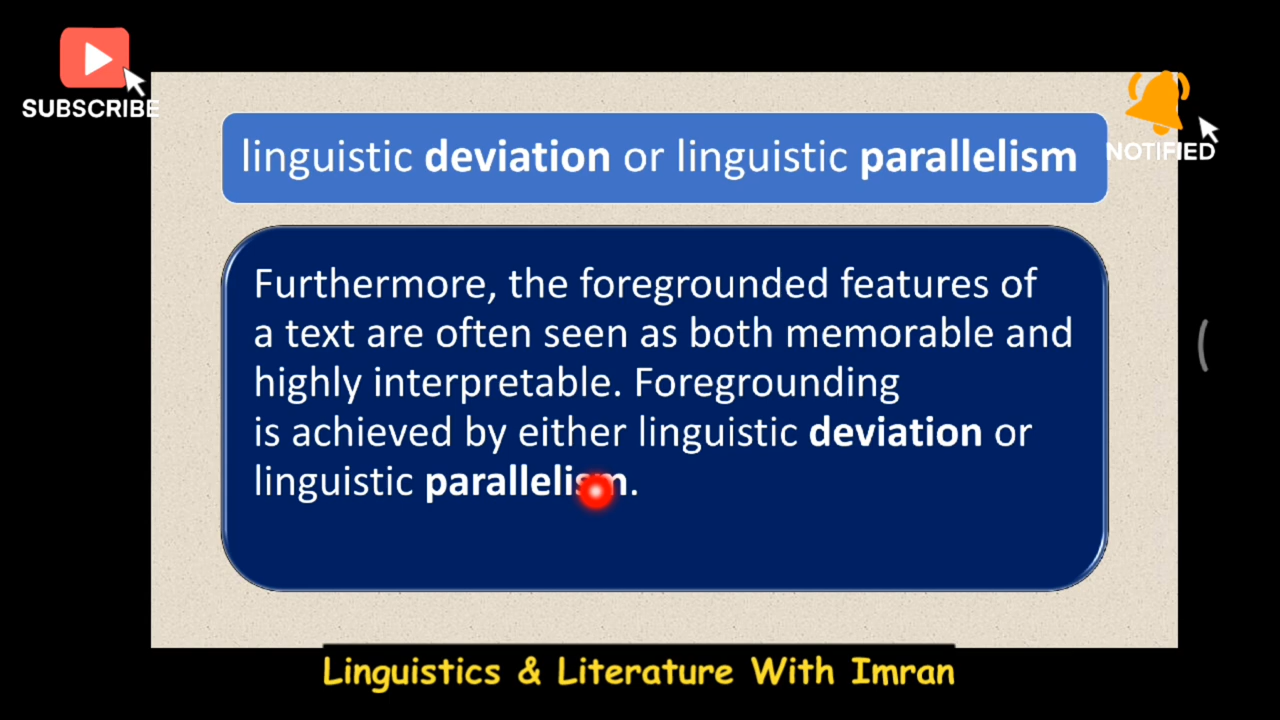 SUBSCRIBE
NOTIFIED
linguistic deviation or linguistic parallelism
Furthermore, the foregrounded features of
a text are often seen as both memorable and
highly interpretable. Foregrounding
is achieved by either linguistic deviation or
linguistic parallelism.
Linguistics & Literature With Imran